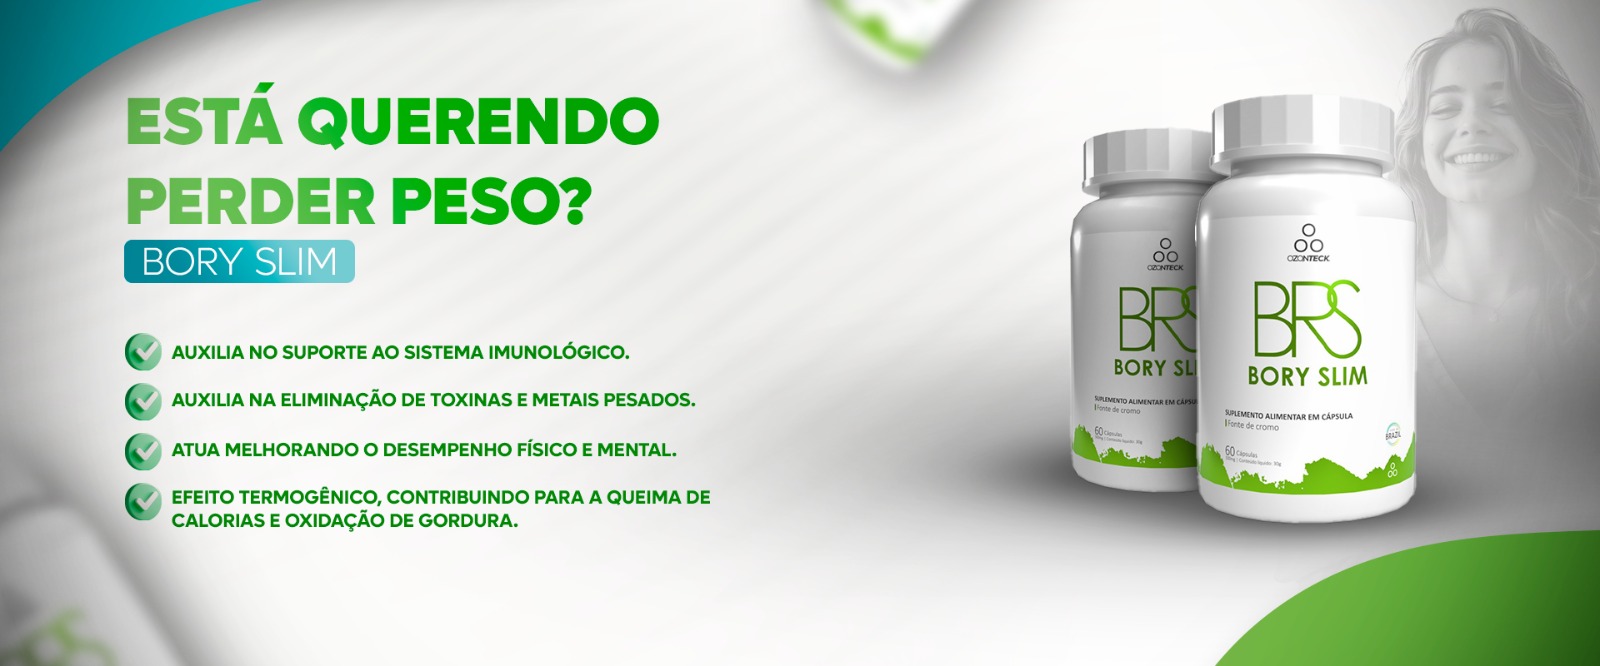 ESTÁ QUERENDO
PERDER PESO?
BORY SLIM
AUXILIA NO SUPORTE AO SISTEMA IMUNOLÓGICO.
AUXILIA NA ELIMINAÇÃO DE TOXINAS E METAIS PESADOS.
ATUA MELHORANDO O DESEMPENHO FÍSICO E MENTAL.
EFEITO TERMOGÊNICO, CONTRIBUINDO PARA A QUEIMA DE
CALORIAS E OXIDAÇÃO DE GORDURA.
OZONTECK
BRS
BORY SL
SUPLEMENTO ALIMENTAR EM CÁPSU
Fonte de cromo
60 Cápsulas
OZONTECK
BRS
BORY SLIM
SUPLEMENTO ALIMENTAR EM CÁPSULA
Fonte de cromo
60 Cápsulas
BRAZIL